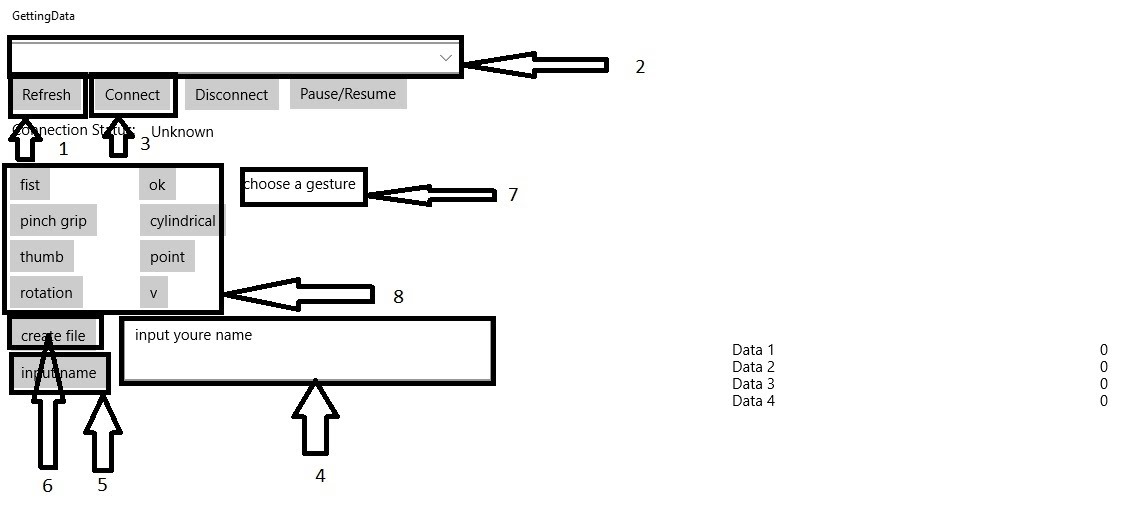 GettingData
2
Refresh Connect Disconnect Pause/Resume
Connection Status: Unknown
1 3
fist ok choose a gesture 7
pinch grip cylindrical
thumb point
rotation v 8
create file input youre name
input name
Data 1 0
Data 2 0
Data 3 0
Data 4 0
6 5 4